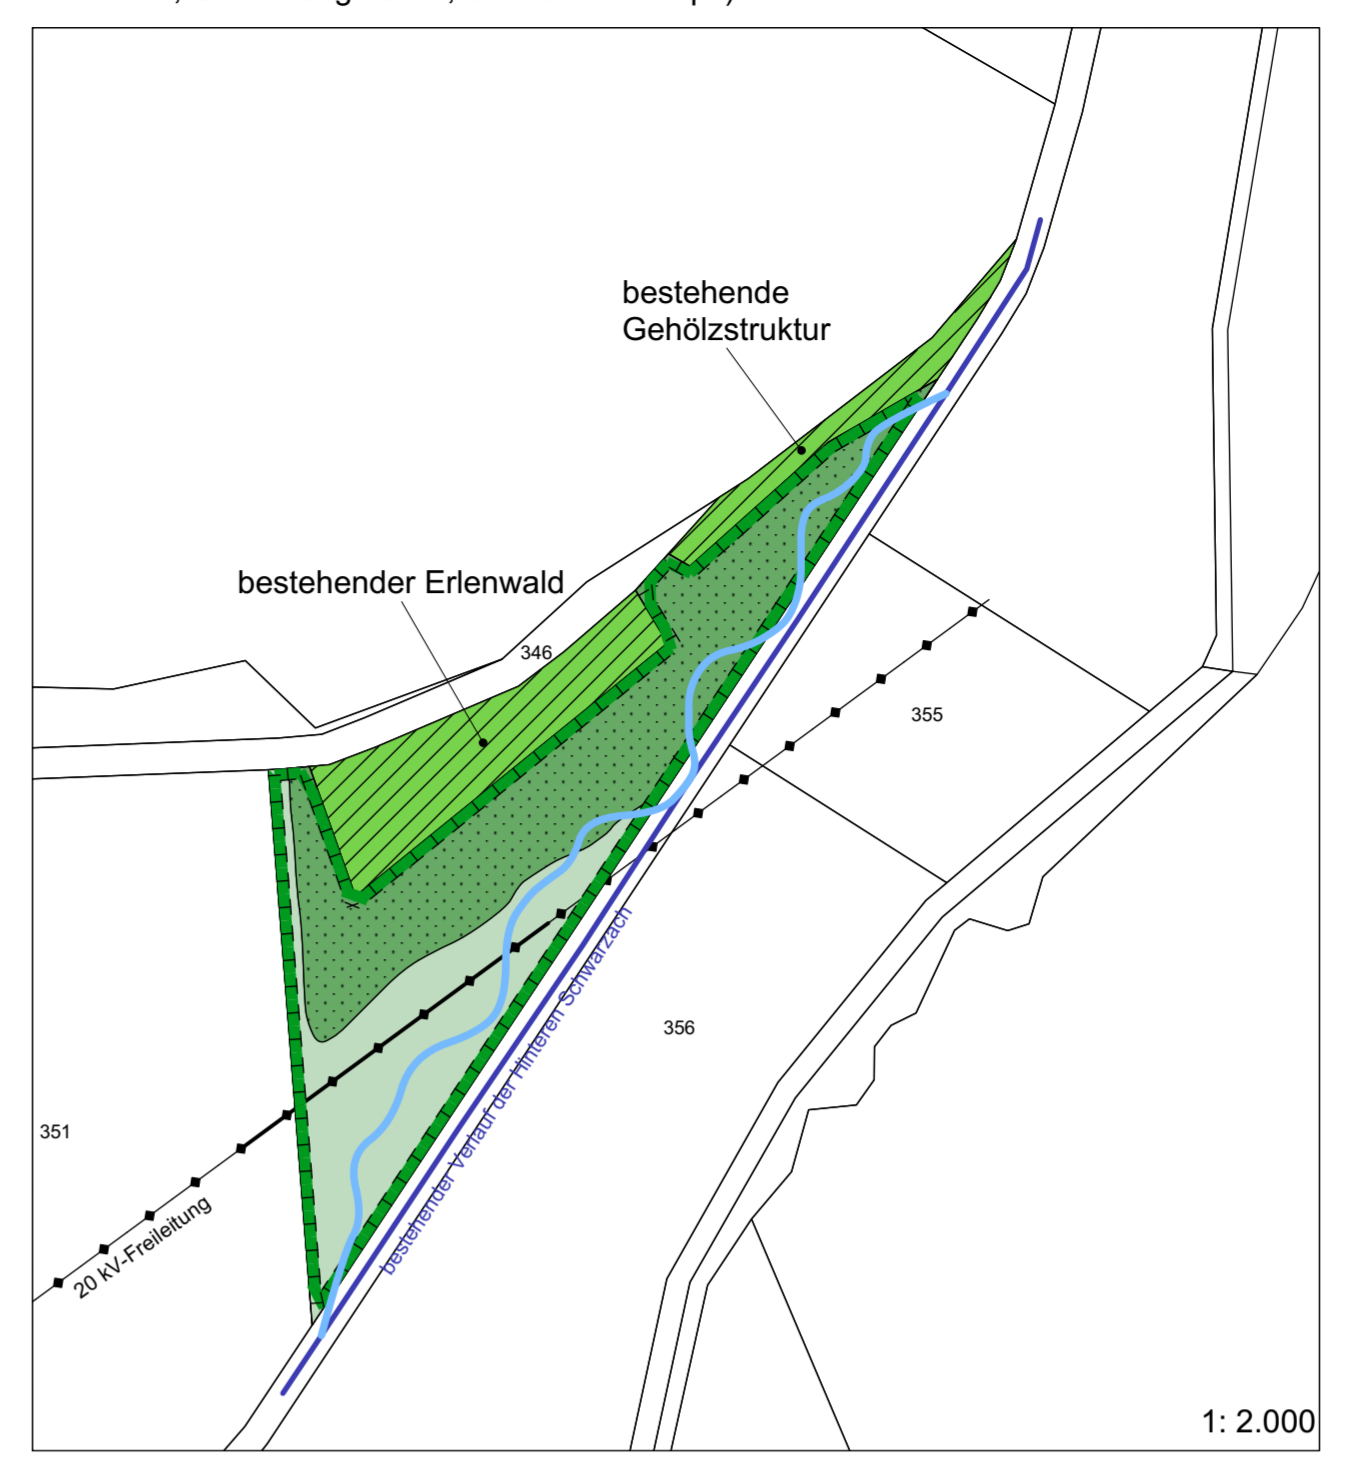 bestehende
Gehölzstruktur
bestehender Erlenwald
346
355
bestehender Verlauf der Hinteren Schwarzach
356
351
20 kV-Freileitung
1: 2.000